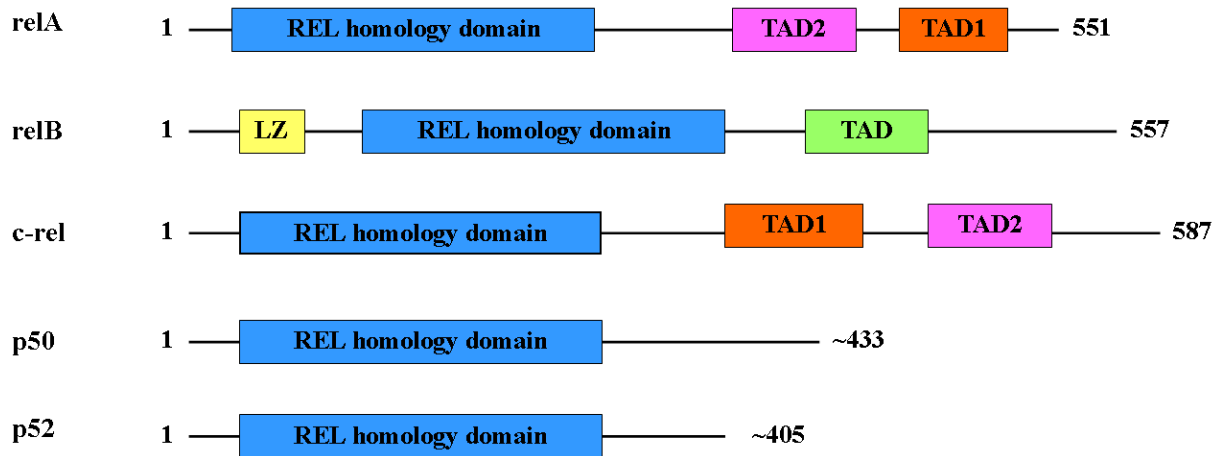 relA 1 REL homology domain TAD2 TAD1 551
relB 1 LZ REL homology domain TAD 557
c-rel 1 REL homology domain TAD1 TAD2 587
p50 1 REL homology domain ~433
p52 1 REL homology domain ~405